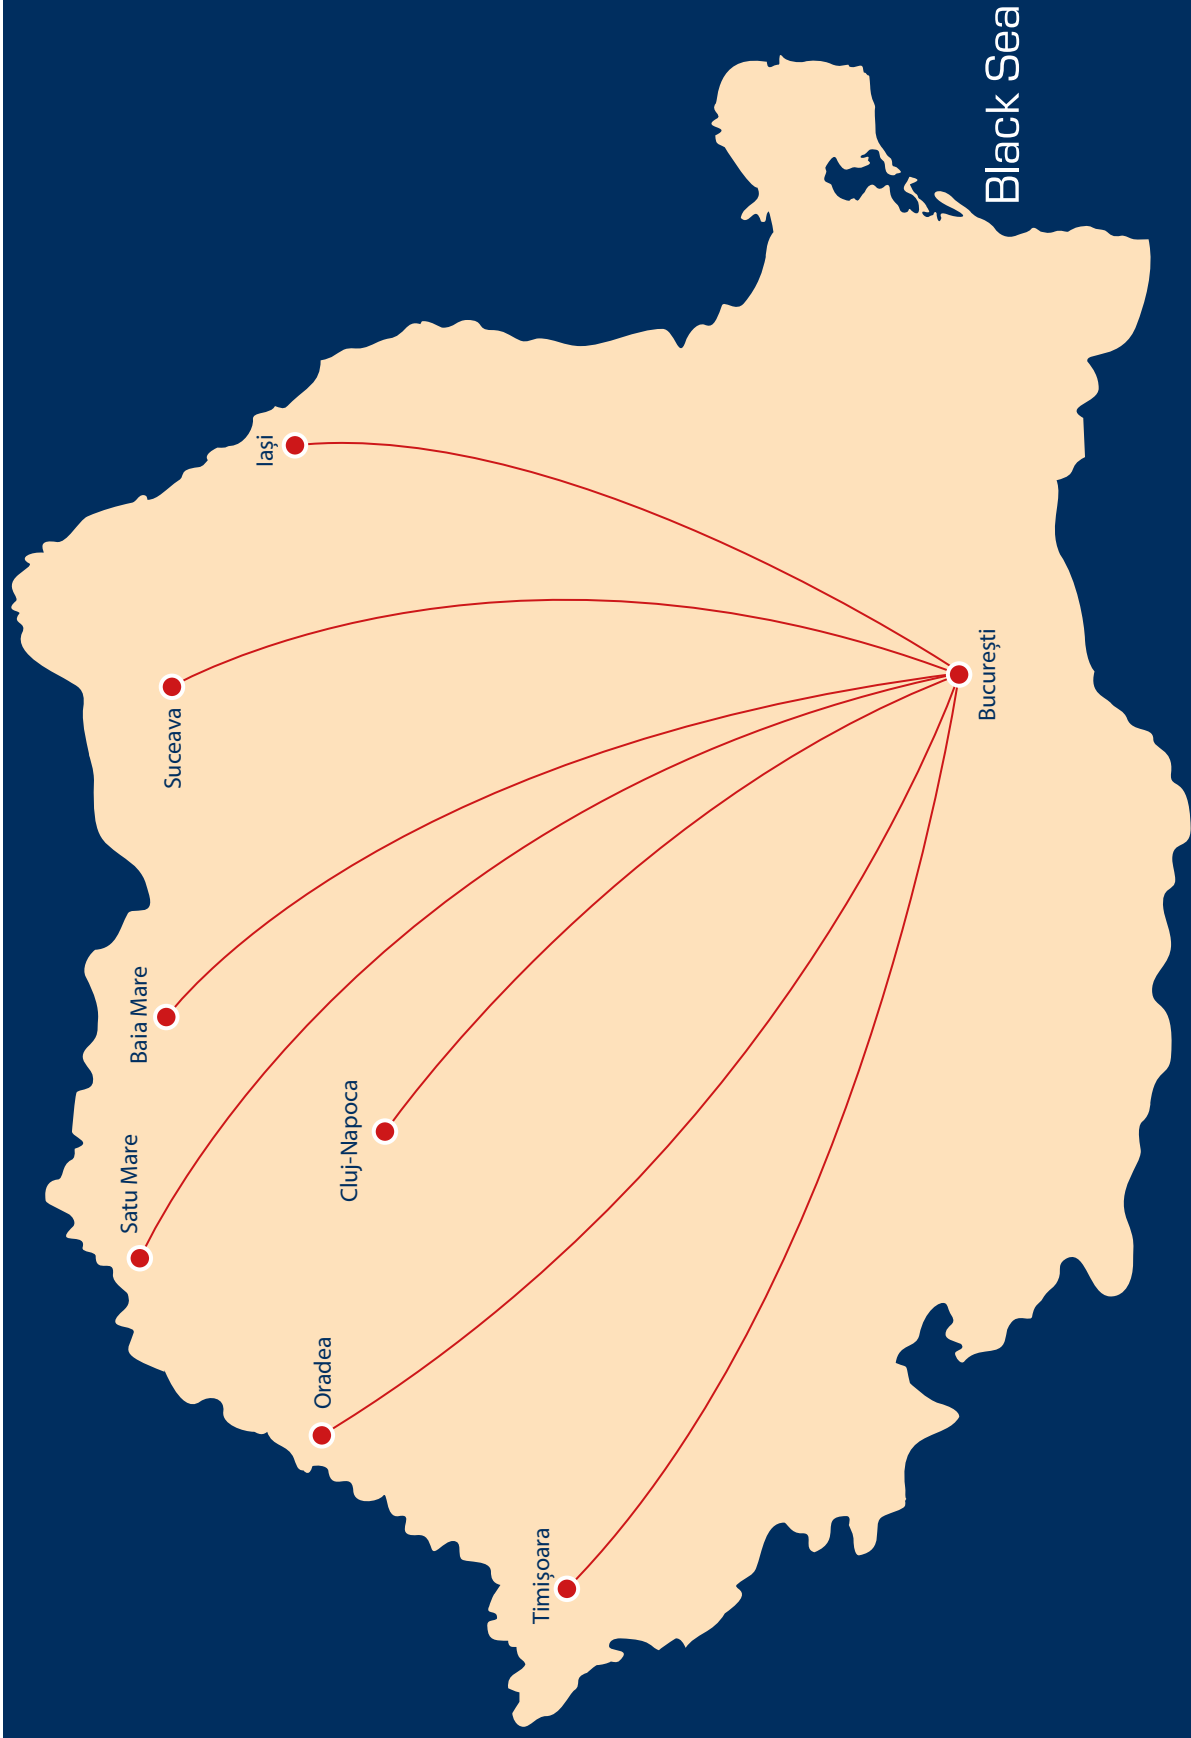 Satu Mare
Baia Mare
Suceava
Iași
Oradea
Cluj-Napoca
Timișoara
București
Black Sea